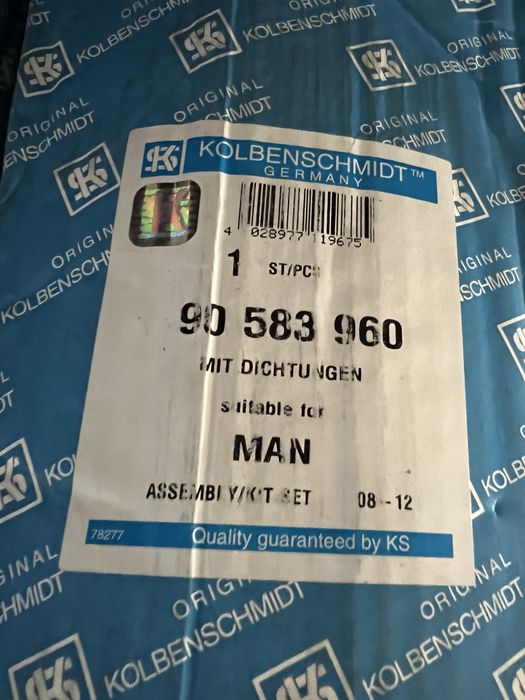 KS KOLBENSCHMIDT™
GERMANY
4 028977 119675
1 ST/PCS
90 583 960
MIT DICHTUNGEN
suitable for
MAN
ASSEMBLY/KIT SET 08-12
78277 Quality guaranteed by KS
ORIGINAL
KOLBENSCHMIDT